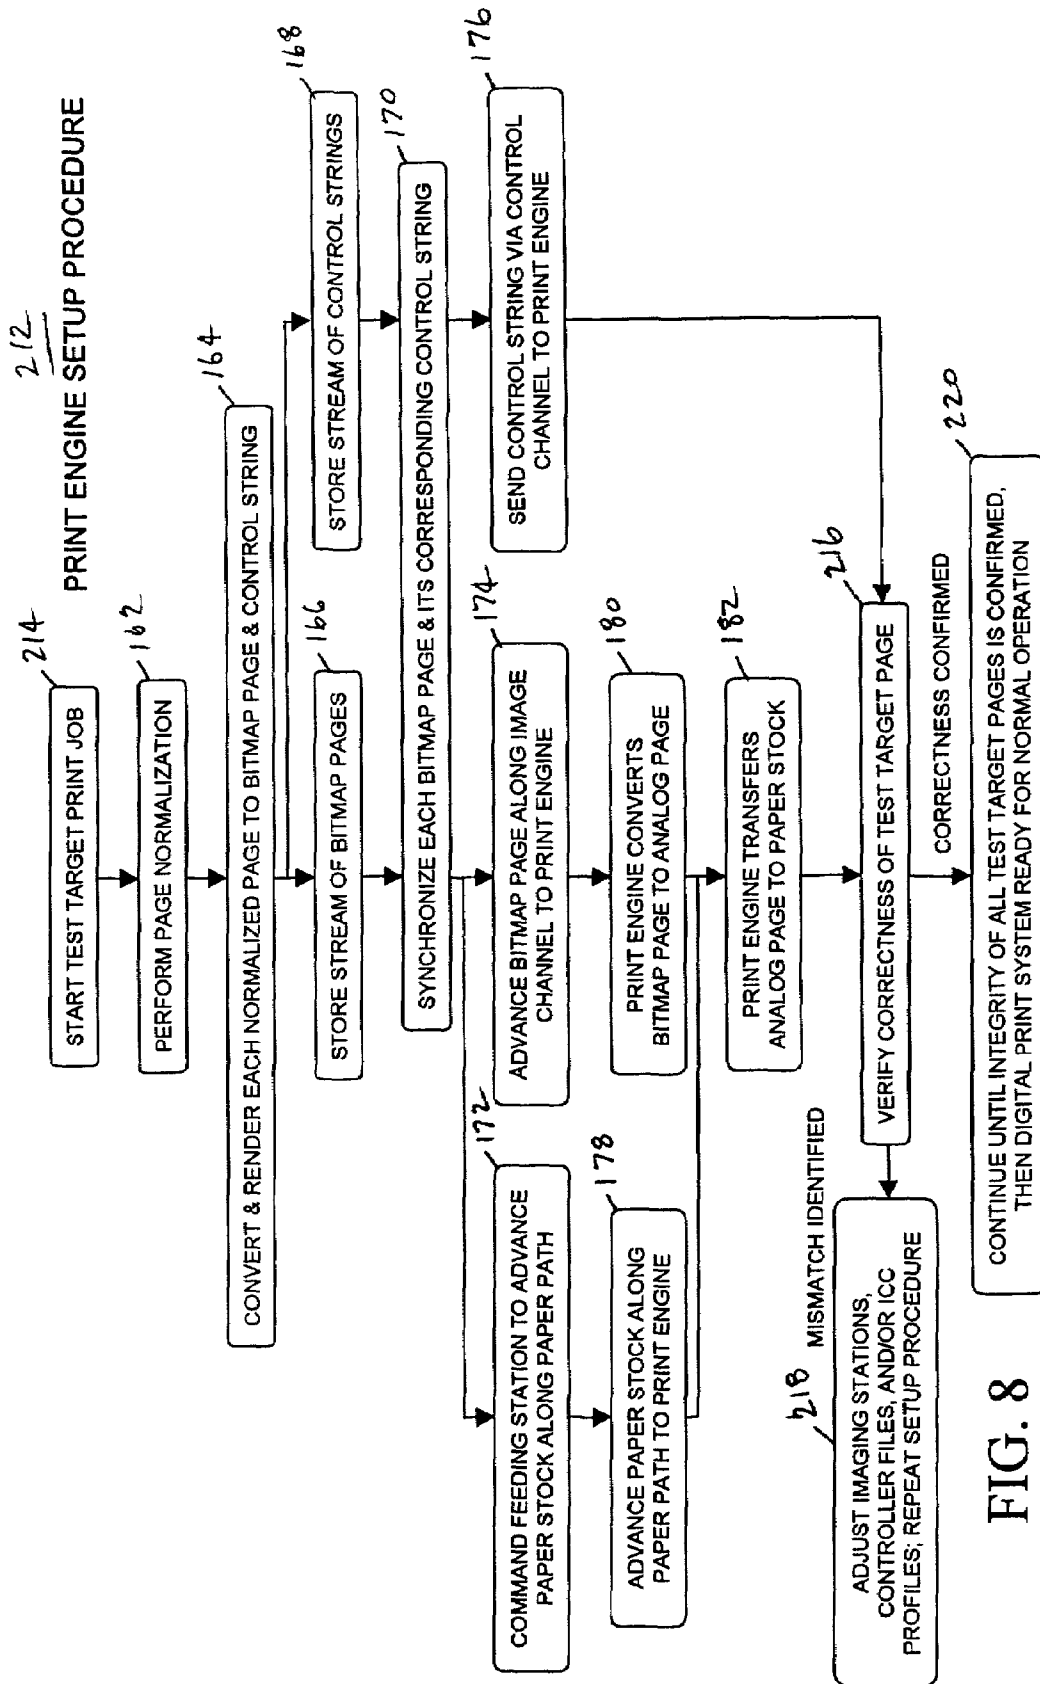 212
PRINT ENGINE SETUP PROCEDURE
214
START TEST TARGET PRINT JOB
162
PERFORM PAGE NORMALIZATION
164
CONVERT & RENDER EACH NORMALIZED PAGE TO BITMAP PAGE & CONTROL STRING
166
STORE STREAM OF BITMAP PAGES
168
STORE STREAM OF CONTROL STRINGS
170
SYNCHRONIZE EACH BITMAP PAGE & ITS CORRESPONDING CONTROL STRING
172
COMMAND FEEDING STATION TO ADVANCE
PAPER STOCK ALONG PAPER PATH
174
ADVANCE BITMAP PAGE ALONG IMAGE
CHANNEL TO PRINT ENGINE
176
SEND CONTROL STRING VIA CONTROL
CHANNEL TO PRINT ENGINE
178
ADVANCE PAPER STOCK ALONG
PAPER PATH TO PRINT ENGINE
180
PRINT ENGINE CONVERTS
BITMAP PAGE TO ANALOG PAGE
182
PRINT ENGINE TRANSFERS
ANALOG PAGE TO PAPER STOCK
216
VERIFY CORRECTNESS OF TEST TARGET PAGE
MISMATCH IDENTIFIED
218
ADJUST IMAGING STATIONS,
CONTROLLER FILES, AND/OR ICC
PROFILES; REPEAT SETUP PROCEDURE
CORRECTNESS CONFIRMED
220
CONTINUE UNTIL INTEGRITY OF ALL TEST TARGET PAGES IS CONFIRMED,
THEN DIGITAL PRINT SYSTEM READY FOR NORMAL OPERATION
FIG. 8